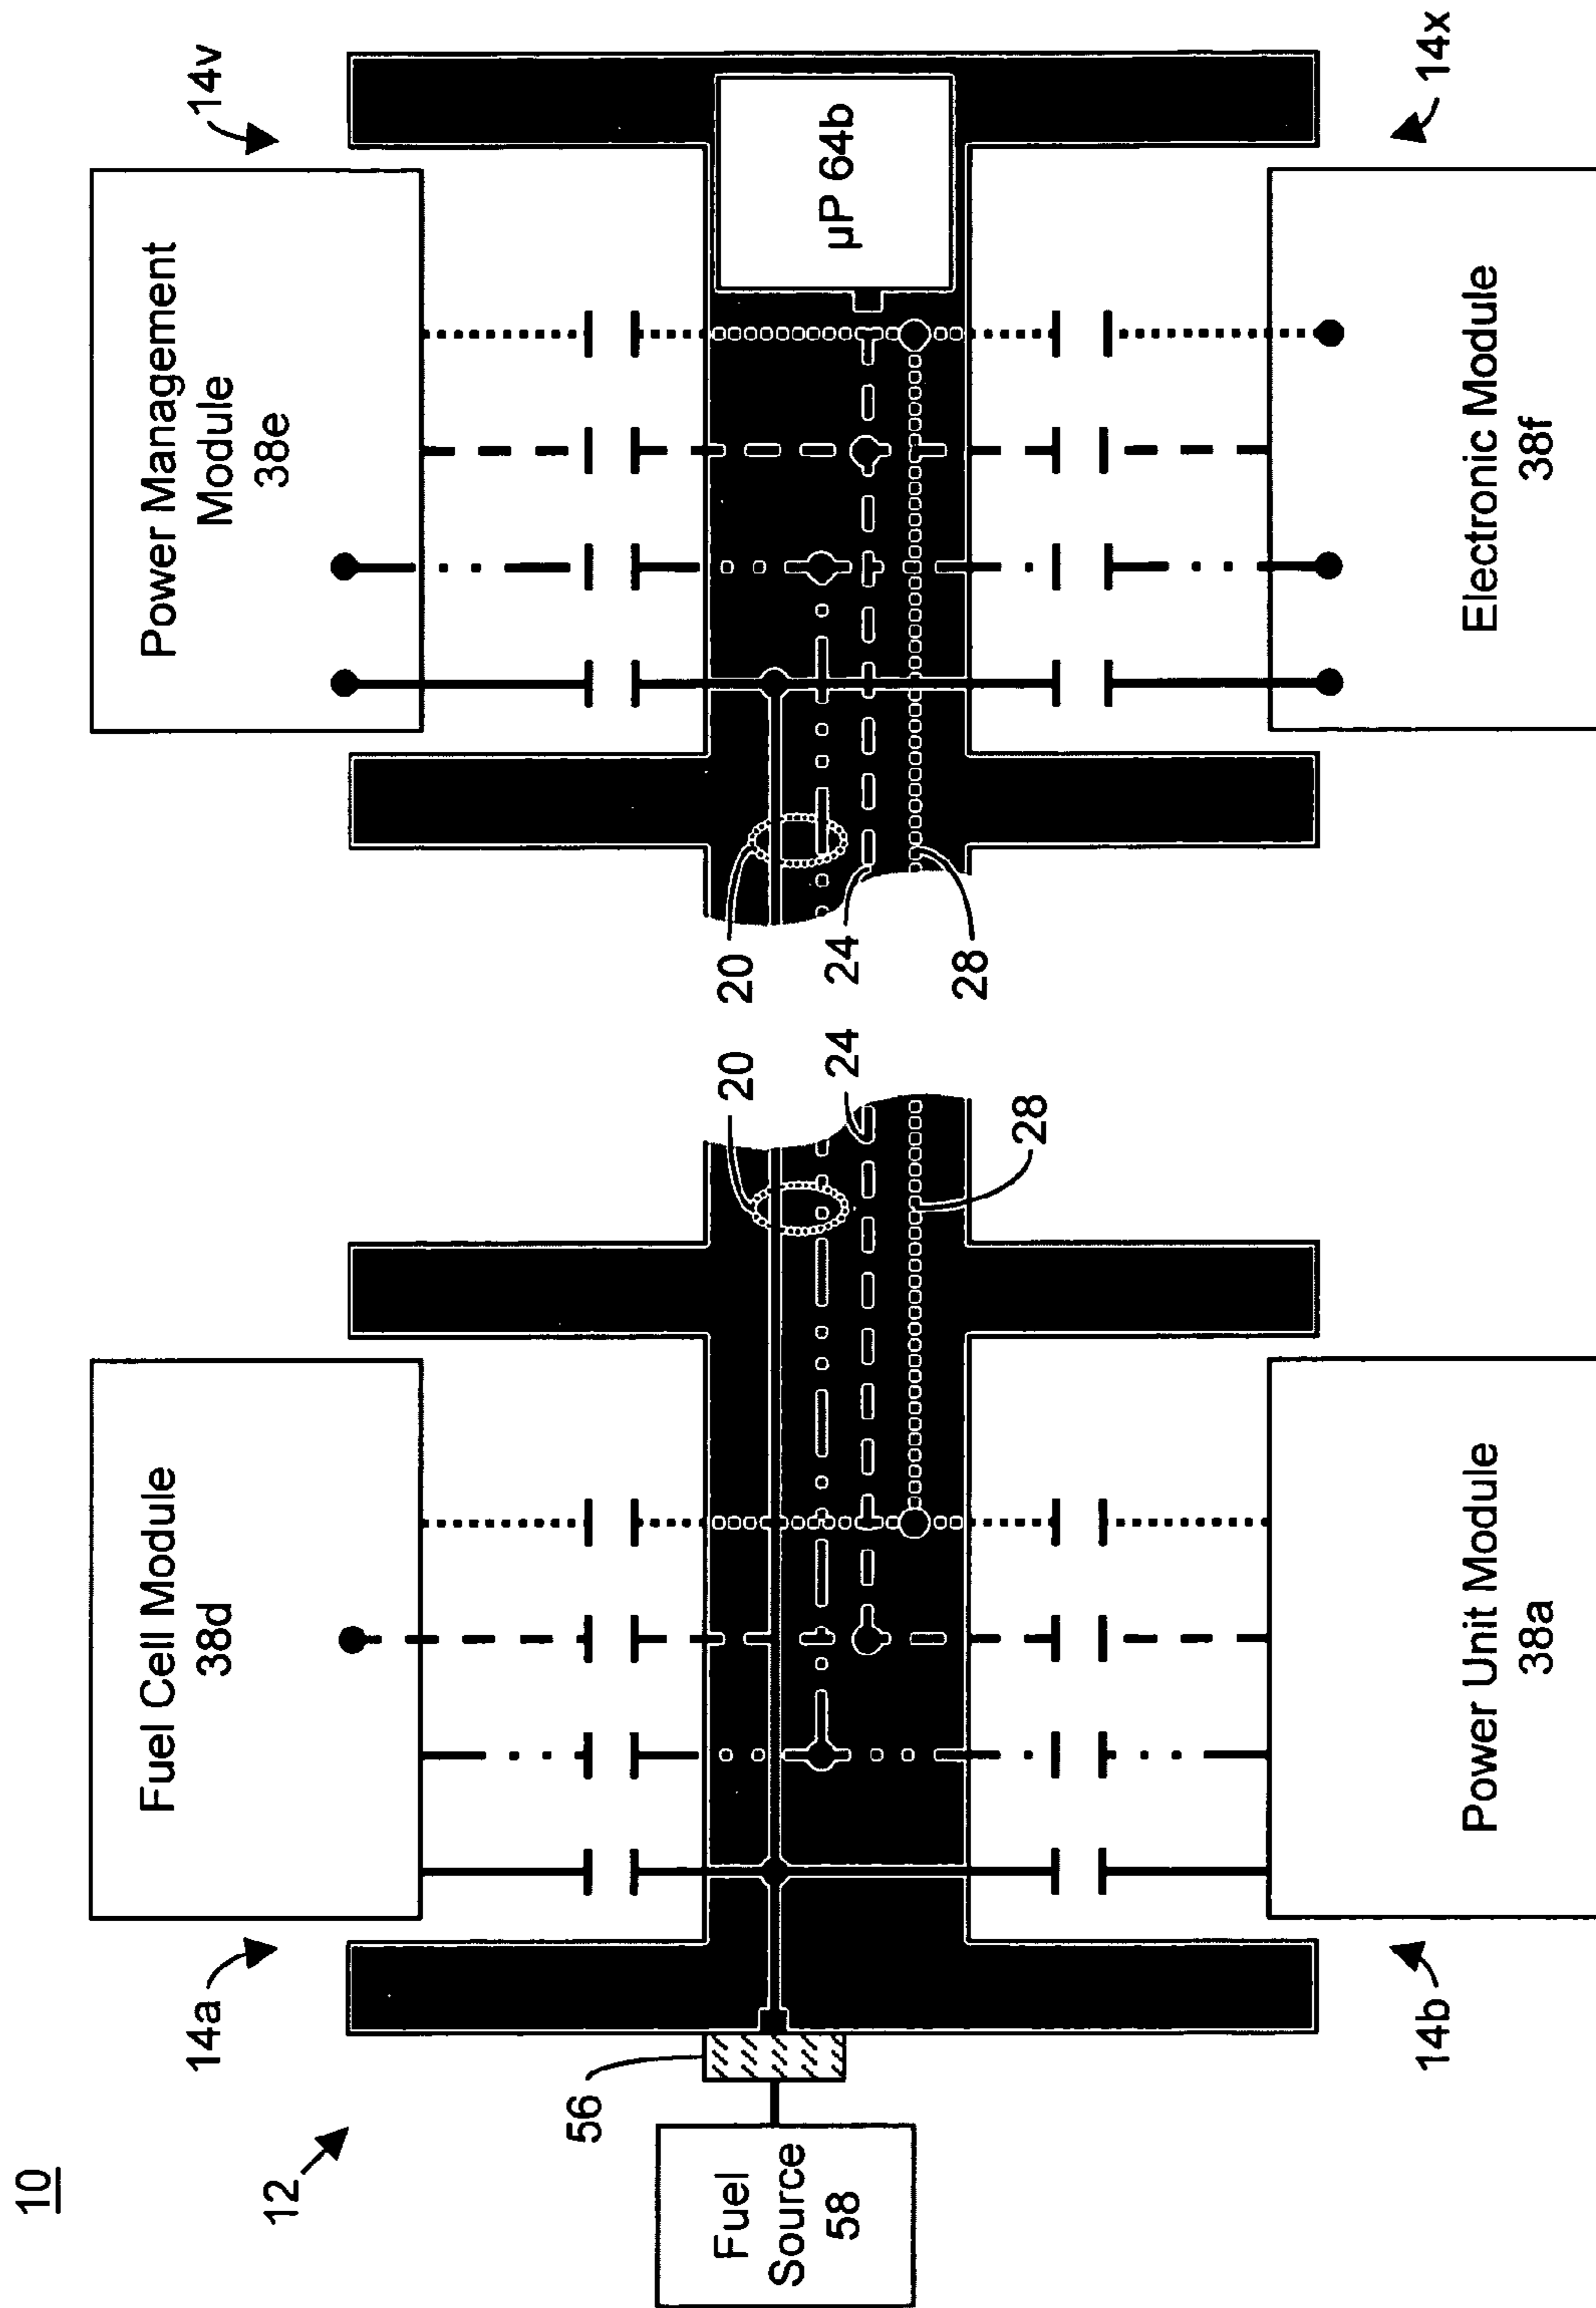 10
12
14a
14v
Fuel Cell Module
38d
Power Management
Module
38e
56
Fuel
Source
58
20
20
24
24
28
28
µP 64b
Power Unit Module
38a
Electronic Module
38f
14b
14x